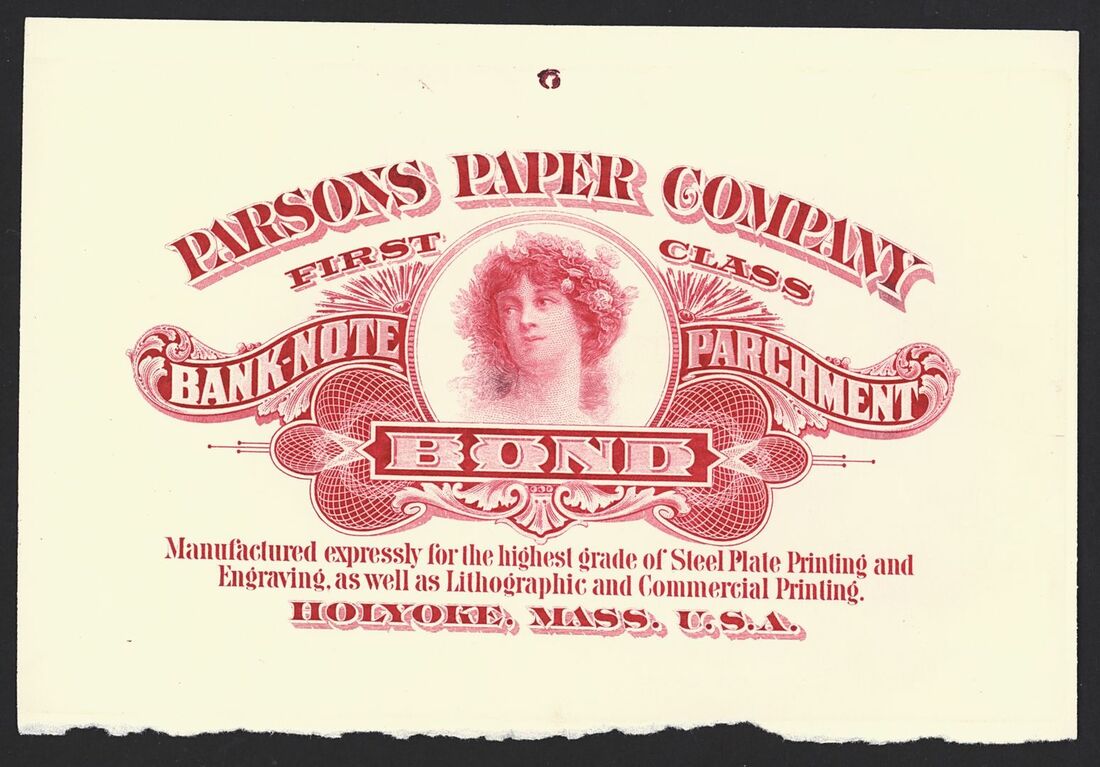 6
PARSONS PAPER COMPANY
FIRST CLASS
BANK-NOTE PARCHMENT
BOND
Manufactured expressly for the highest grade of Steel Plate Printing and
Engraving, as well as Lithographic and Commercial Printing.
HOLYOKE, MASS. U.S.A.